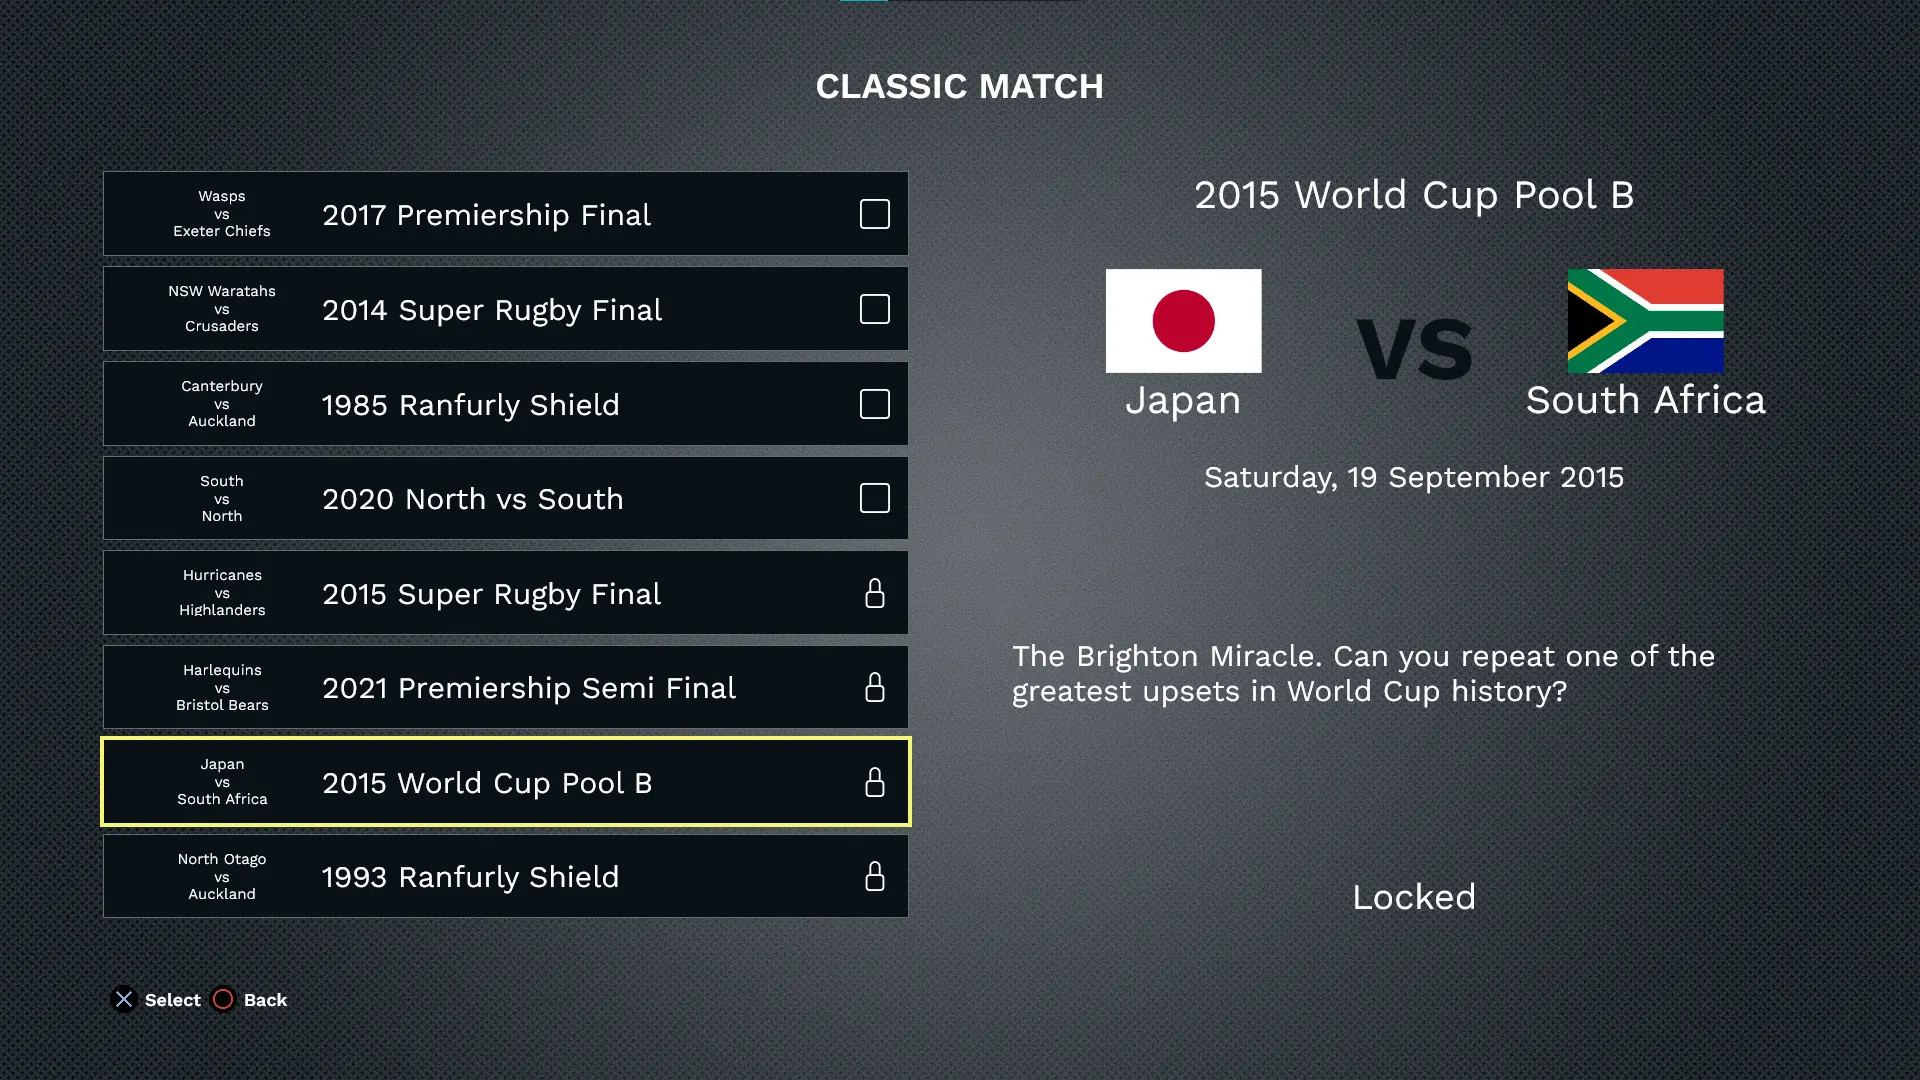 CLASSIC MATCH
Wasps
vs
Exeter Chiefs
2017 Premiership Final
NSW Waratahs
vs
Crusaders
2014 Super Rugby Final
Canterbury
vs
Auckland
1985 Ranfurly Shield
South
vs
North
2020 North vs South
Hurricanes
vs
Highlanders
2015 Super Rugby Final
Harlequins
vs
Bristol Bears
2021 Premiership Semi Final
Japan
vs
South Africa
2015 World Cup Pool B
North Otago
vs
Auckland
1993 Ranfurly Shield
2015 World Cup Pool B
VS
Japan
South Africa
Saturday, 19 September 2015
The Brighton Miracle. Can you repeat one of the
greatest upsets in World Cup history?
Locked
Select Back